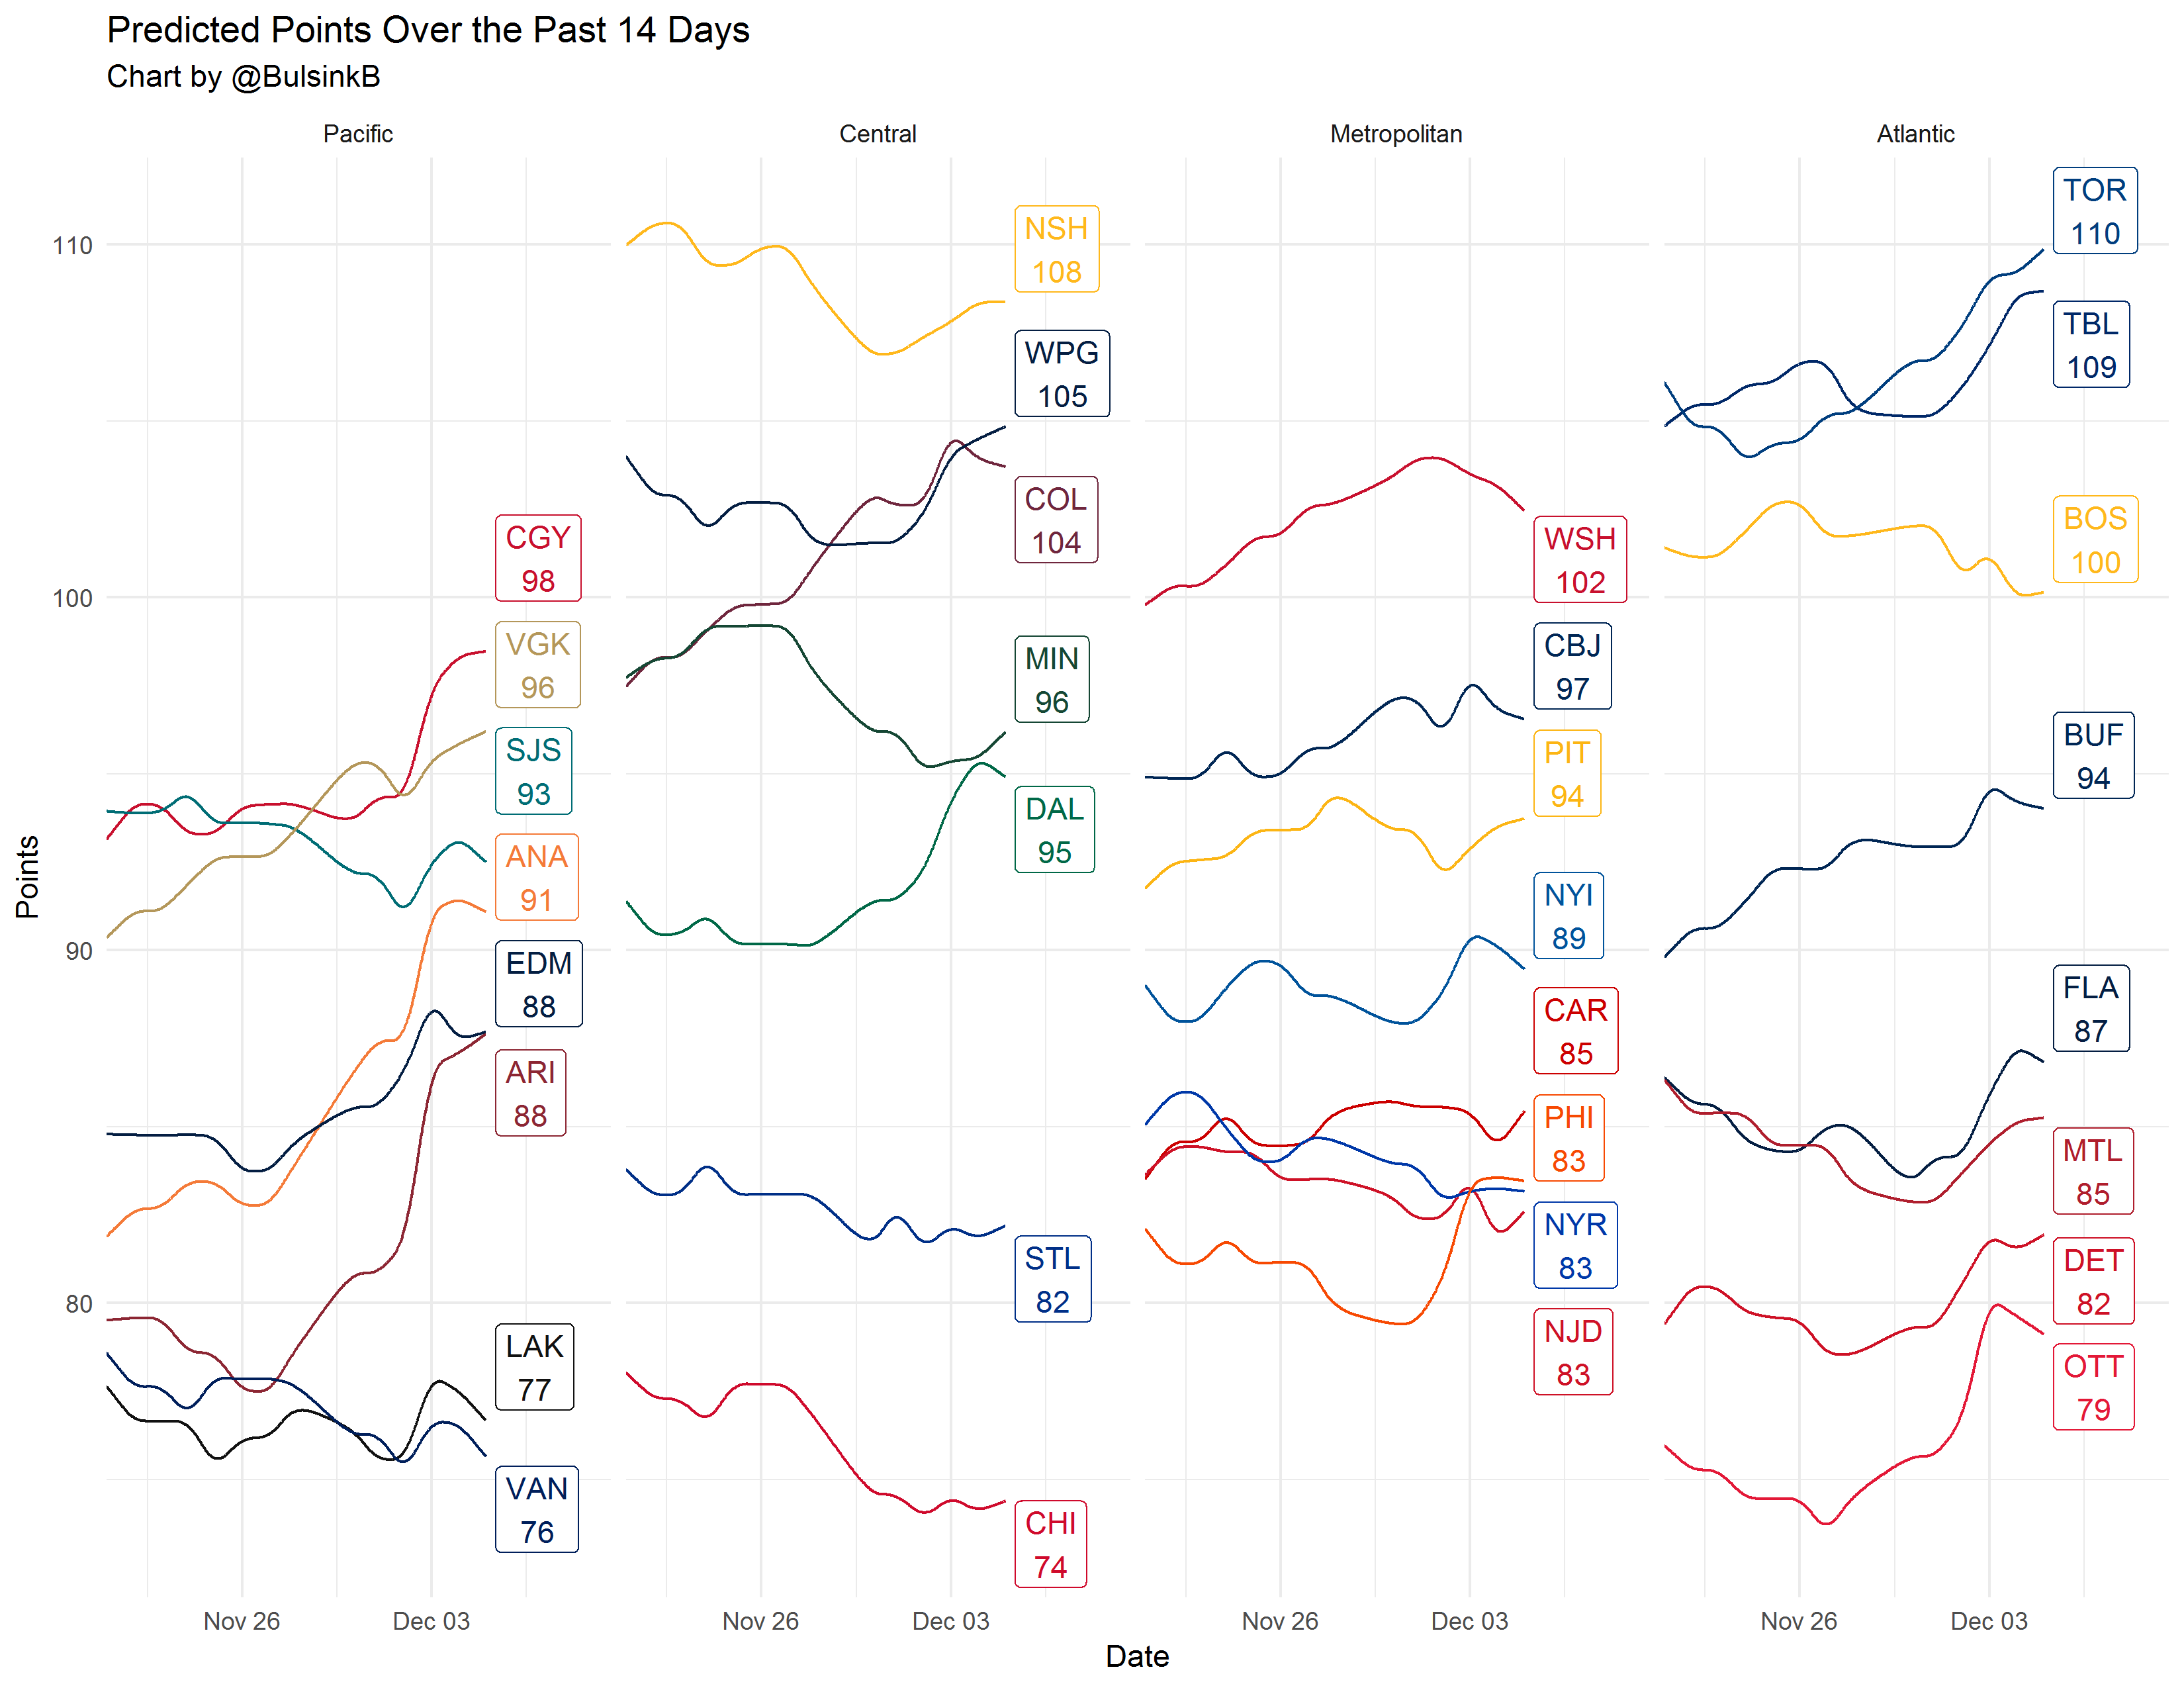 Predicted Points Over the Past 14 Days
Chart by @BulsinkB
Pacific
Central
Metropolitan
Atlantic
Points
110
100
90
80
CGY
98
VGK
96
SJS
93
ANA
91
EDM
88
ARI
88
LAK
77
VAN
76
NSH
108
WPG
105
COL
104
MIN
96
DAL
95
STL
82
CHI
74
WSH
102
CBJ
97
PIT
94
NYI
89
CAR
85
PHI
83
NYR
83
NJD
83
TOR
110
TBL
109
BOS
100
BUF
94
FLA
87
MTL
85
DET
82
OTT
79
Nov 26
Dec 03
Nov 26
Dec 03
Nov 26
Dec 03
Nov 26
Dec 03
Date